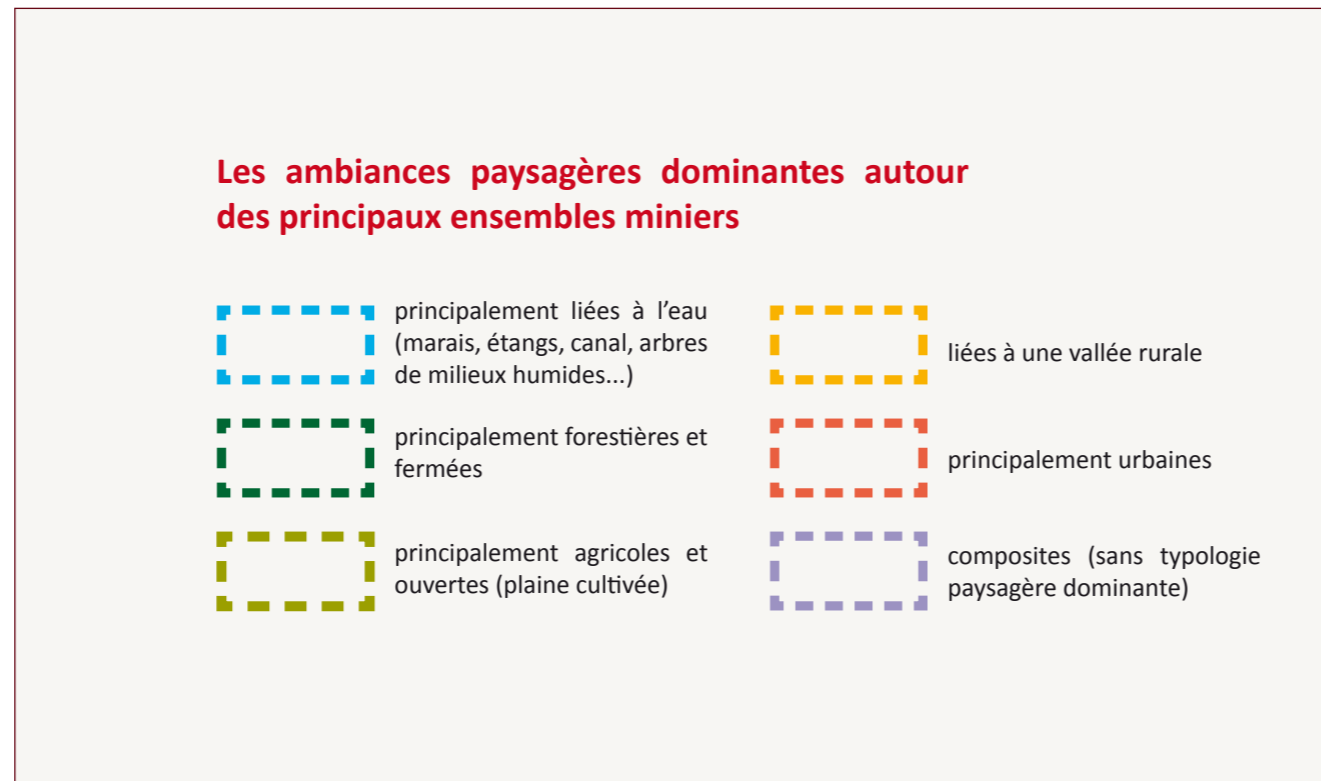 Les ambiances paysagères dominantes autour
des principaux ensembles miniers
principalement liées à l’eau
(marais, étangs, canal, arbres
de milieux humides...)
principalement forestières et
fermées
principalement agricoles et
ouvertes (plaine cultivée)
liées à une vallée rurale
principalement urbaines
composites (sans typologie
paysagère dominante)